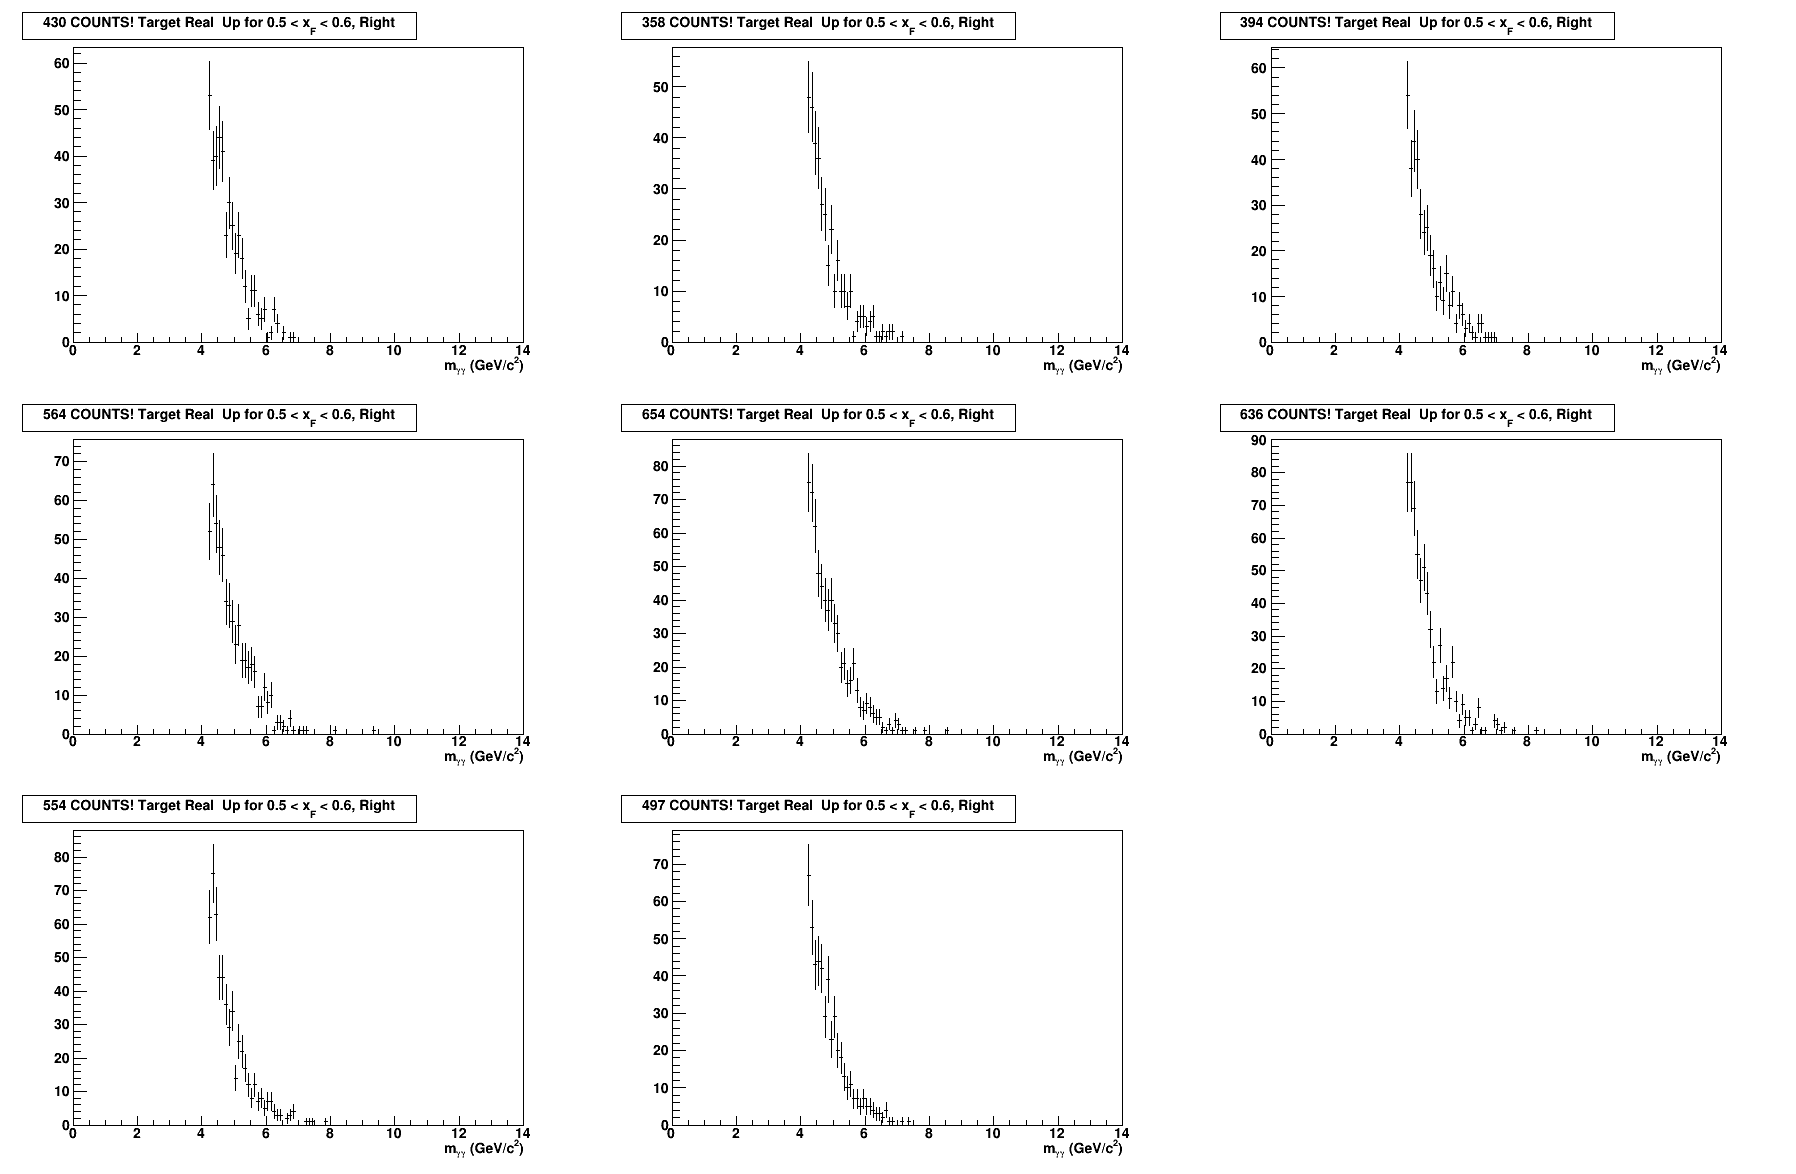 430 COUNTS! Target Real Up for 0.5 < x_F < 0.6, Right
60
50
40
30
20
10
0
0 2 4 6 8 10 12 14
m_γγ (GeV/c²)
358 COUNTS! Target Real Up for 0.5 < x_F < 0.6, Right
50
40
30
20
10
0
0 2 4 6 8 10 12 14
m_γγ (GeV/c²)
394 COUNTS! Target Real Up for 0.5 < x_F < 0.6, Right
60
50
40
30
20
10
0
0 2 4 6 8 10 12 14
m_γγ (GeV/c²)
564 COUNTS! Target Real Up for 0.5 < x_F < 0.6, Right
70
60
50
40
30
20
10
0
0 2 4 6 8 10 12 14
m_γγ (GeV/c²)
654 COUNTS! Target Real Up for 0.5 < x_F < 0.6, Right
80
70
60
50
40
30
20
10
0
0 2 4 6 8 10 12 14
m_γγ (GeV/c²)
636 COUNTS! Target Real Up for 0.5 < x_F < 0.6, Right
90
80
70
60
50
40
30
20
10
0
0 2 4 6 8 10 12 14
m_γγ (GeV/c²)
554 COUNTS! Target Real Up for 0.5 < x_F < 0.6, Right
80
70
60
50
40
30
20
10
0
0 2 4 6 8 10 12 14
m_γγ (GeV/c²)
497 COUNTS! Target Real Up for 0.5 < x_F < 0.6, Right
70
60
50
40
30
20
10
0
0 2 4 6 8 10 12 14
m_γγ (GeV/c²)